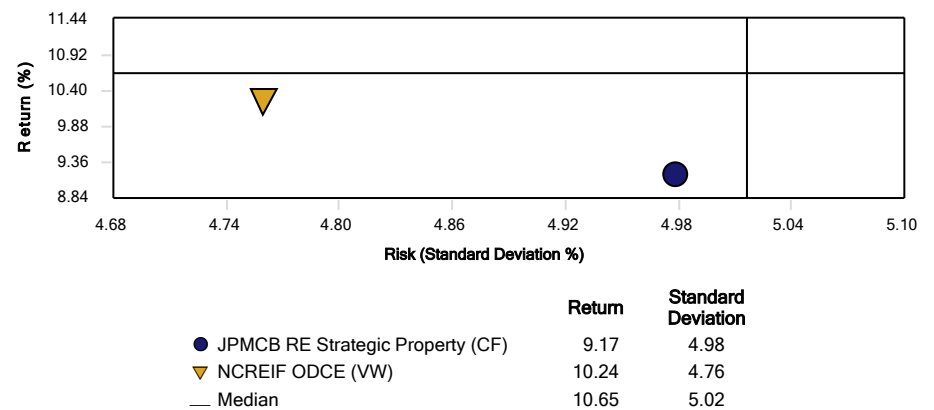 11.44
10.92
10.40
9.88
9.36
8.84
Return (%)
4.68 4.74 4.80 4.86 4.92 4.98 5.04 5.10
Risk (Standard Deviation %)
Return Standard Deviation
JPMCB RE Strategic Property (CF) 9.17 4.98
NCREIF ODCE (VW) 10.24 4.76
Median 10.65 5.02